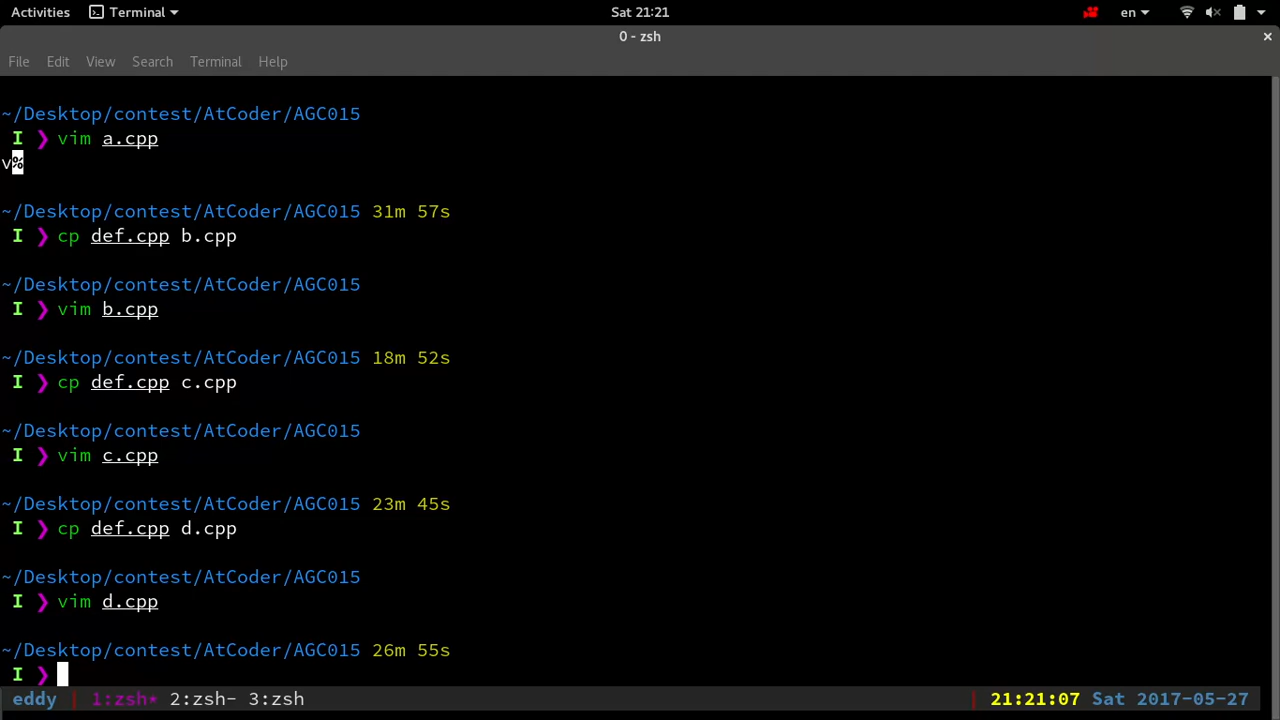 Activities Terminal Sat 21:21 en
0 - zsh
File Edit View Search Terminal Help
~/Desktop/contest/AtCoder/AGC015
I ❯ vim a.cpp
v%
~/Desktop/contest/AtCoder/AGC015 31m 57s
I ❯ cp def.cpp b.cpp
~/Desktop/contest/AtCoder/AGC015
I ❯ vim b.cpp
~/Desktop/contest/AtCoder/AGC015 18m 52s
I ❯ cp def.cpp c.cpp
~/Desktop/contest/AtCoder/AGC015
I ❯ vim c.cpp
~/Desktop/contest/AtCoder/AGC015 23m 45s
I ❯ cp def.cpp d.cpp
~/Desktop/contest/AtCoder/AGC015
I ❯ vim d.cpp
~/Desktop/contest/AtCoder/AGC015 26m 55s
I ❯
eddy | 1:zsh* 2:zsh- 3:zsh | 21:21:07 Sat 2017-05-27